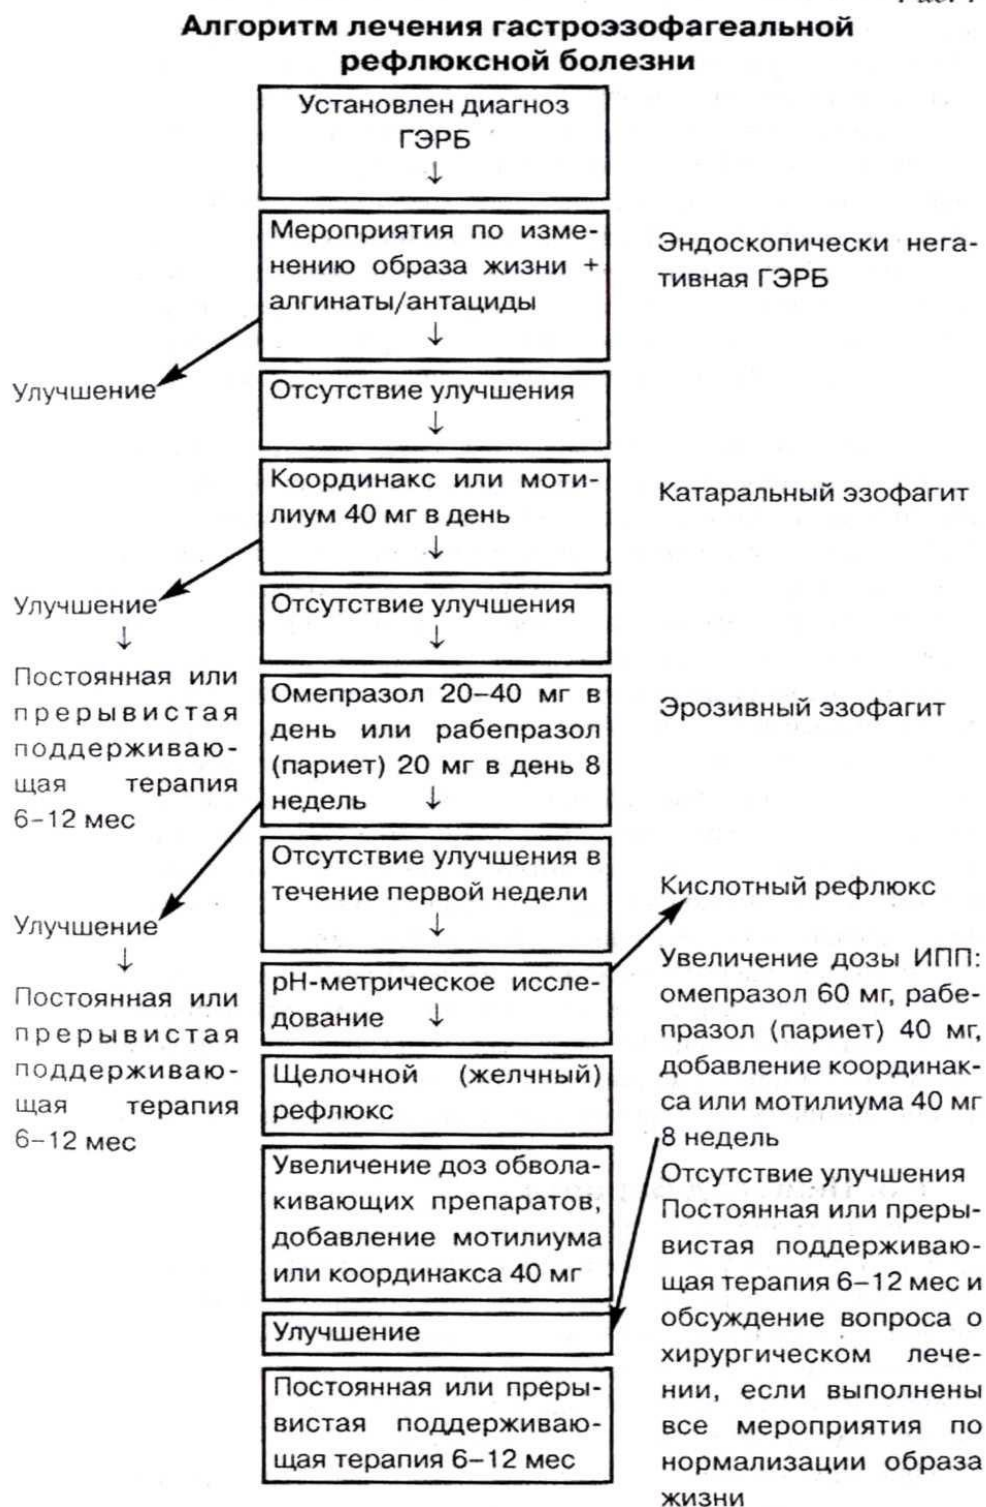 Алгоритм лечения гастроэзофагеальной
рефлюксной болезни
Установлен диагноз
ГЭРБ
↓
Мероприятия по изме-
нению образа жизни +
алгинаты/антациды
↓
Эндоскопически нега-
тивная ГЭРБ
Улучшение
Отсутствие улучшения
↓
Координакс или моти-
лиум 40 мг в день
↓
Катаральный эзофагит
Улучшение
↓
Постоянная или
прерывистая
поддерживаю-
щая терапия
6–12 мес
Отсутствие улучшения
↓
Омепразол 20–40 мг в
день или рабепразол
(париет) 20 мг в день 8
недель ↓
Эрозивный эзофагит
Улучшение
↓
Постоянная или
прерывистая
поддерживаю-
щая терапия
6–12 мес
Отсутствие улучшения в
течение первой недели
↓
рН-метрическое иссле-
дование ↓
Щелочной (желчный)
рефлюкс
Увеличение доз обвола-
кивающих препаратов,
добавление мотилиума
или координакса 40 мг
Улучшение
Постоянная или преры-
вистая поддерживаю-
щая терапия 6–12 мес
Кислотный рефлюкс
Увеличение дозы ИПП:
омепразол 60 мг, рабе-
празол (париет) 40 мг,
добавление координак-
са или мотилиума 40 мг
8 недель
Отсутствие улучшения
Постоянная или преры-
вистая поддерживаю-
щая терапия 6–12 мес и
обсуждение вопроса о
хирургическом лече-
нии, если выполнены
все мероприятия по
нормализации образа
жизни